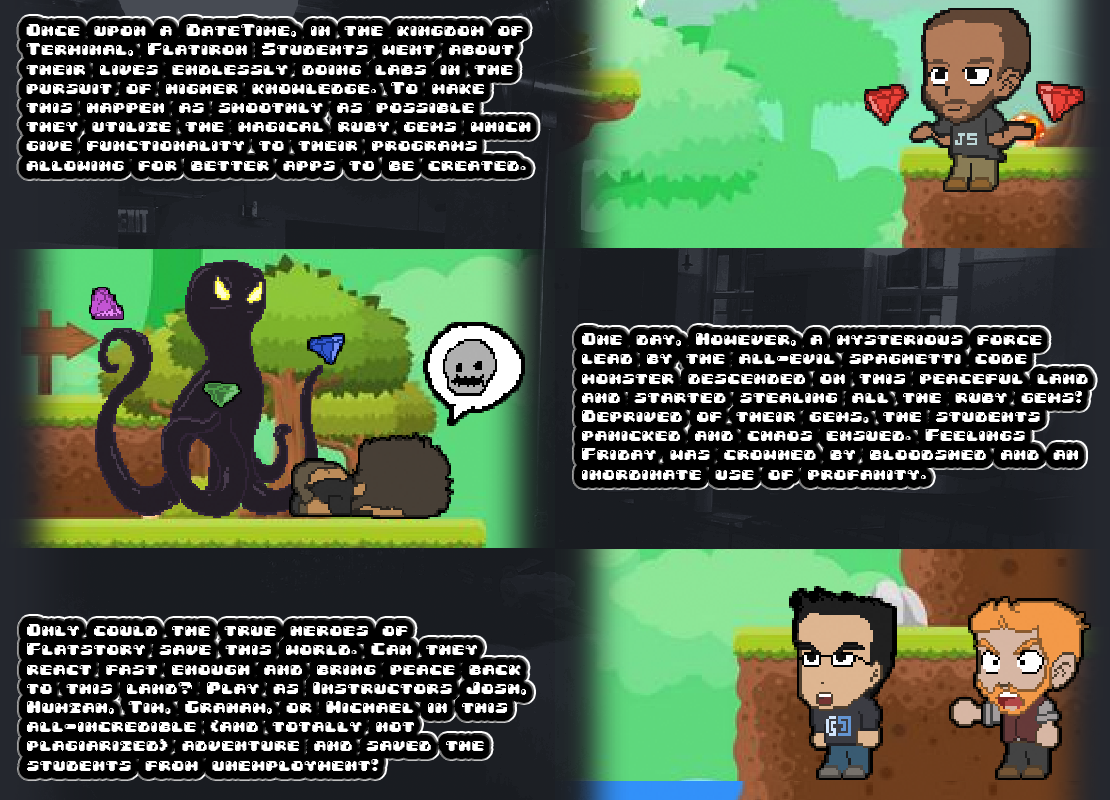 Once upon a DateTime, in the kingdom of
Terminal, Flatiron Students went about
their lives endlessly doing labs in the
pursuit of higher knowledge. To make
this happen as smoothly as possible
they utilize the magical ruby gems which
give functionality to their programs
allowing for better apps to be created.
JS
EXIT
One day, However, a mysterious force
lead by the all-evil spaghetti code
monster descended on this peaceful land
and started stealing all the ruby gems!
Deprived of their gems, the students
panicked and chaos ensued. Feelings
Friday was crowned by bloodshed and an
inordinate use of profanity.
Only could the true heroes of
Flatstory save this world. Can they
react fast enough and bring peace back
to this land? Play as Instructors Josh,
Humzah, Tim, Graham, or Michael in this
all-incredible (and totally not
plagiarized) adventure and saved the
students from unemployment!